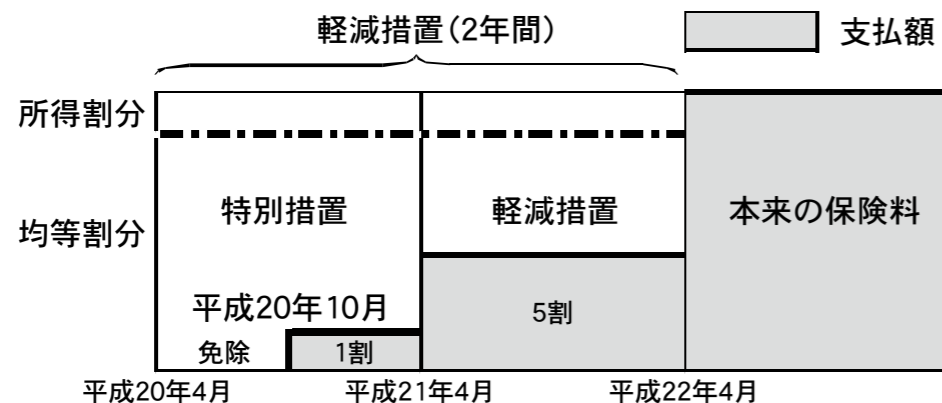 軽減措置(2年間)
支払額
所得割分
均等割分
特別措置
軽減措置
本来の保険料
平成20年10月
5割
免除
1割
平成20年4月
平成21年4月
平成22年4月